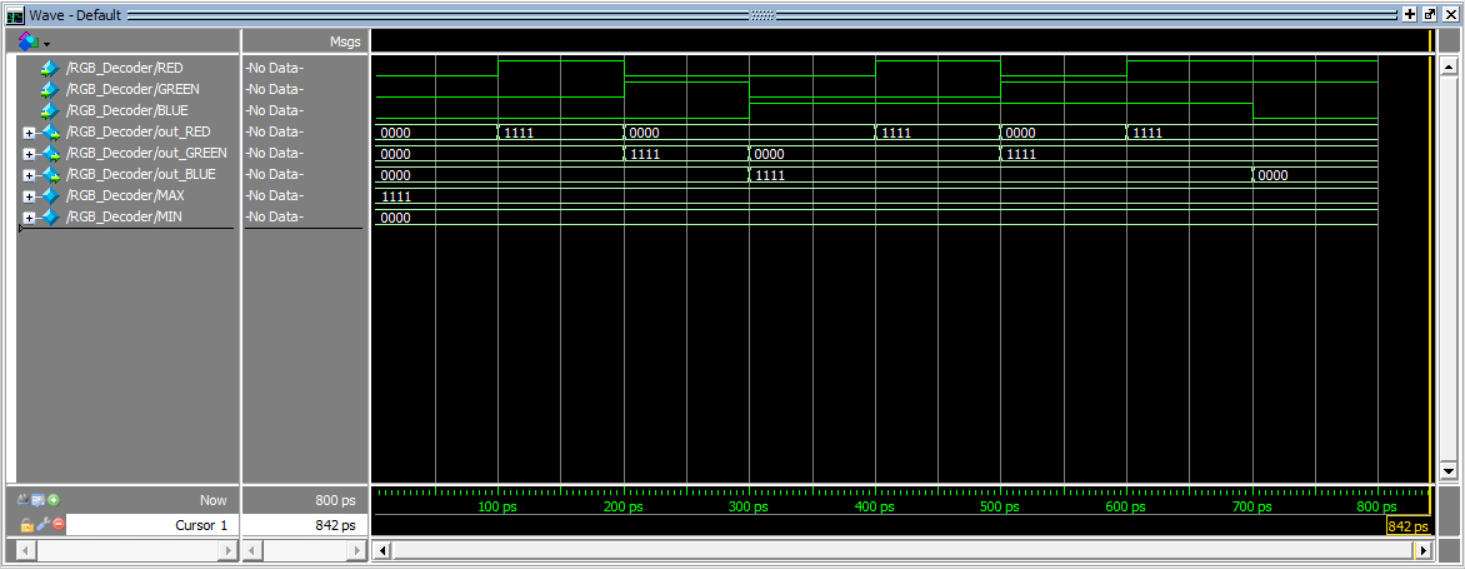 Wave - Default
Msgs
/RGB_Decoder/RED -No Data-
/RGB_Decoder/GREEN -No Data-
/RGB_Decoder/BLUE -No Data-
/RGB_Decoder/out_RED -No Data- 0000 1111 0000 1111 0000 1111
/RGB_Decoder/out_GREEN -No Data- 0000 1111 0000 1111
/RGB_Decoder/out_BLUE -No Data- 0000 1111 0000
/RGB_Decoder/MAX -No Data- 1111
/RGB_Decoder/MIN -No Data- 0000
Now 800 ps 100 ps 200 ps 300 ps 400 ps 500 ps 600 ps 700 ps 800 ps
Cursor 1 842 ps 842 ps